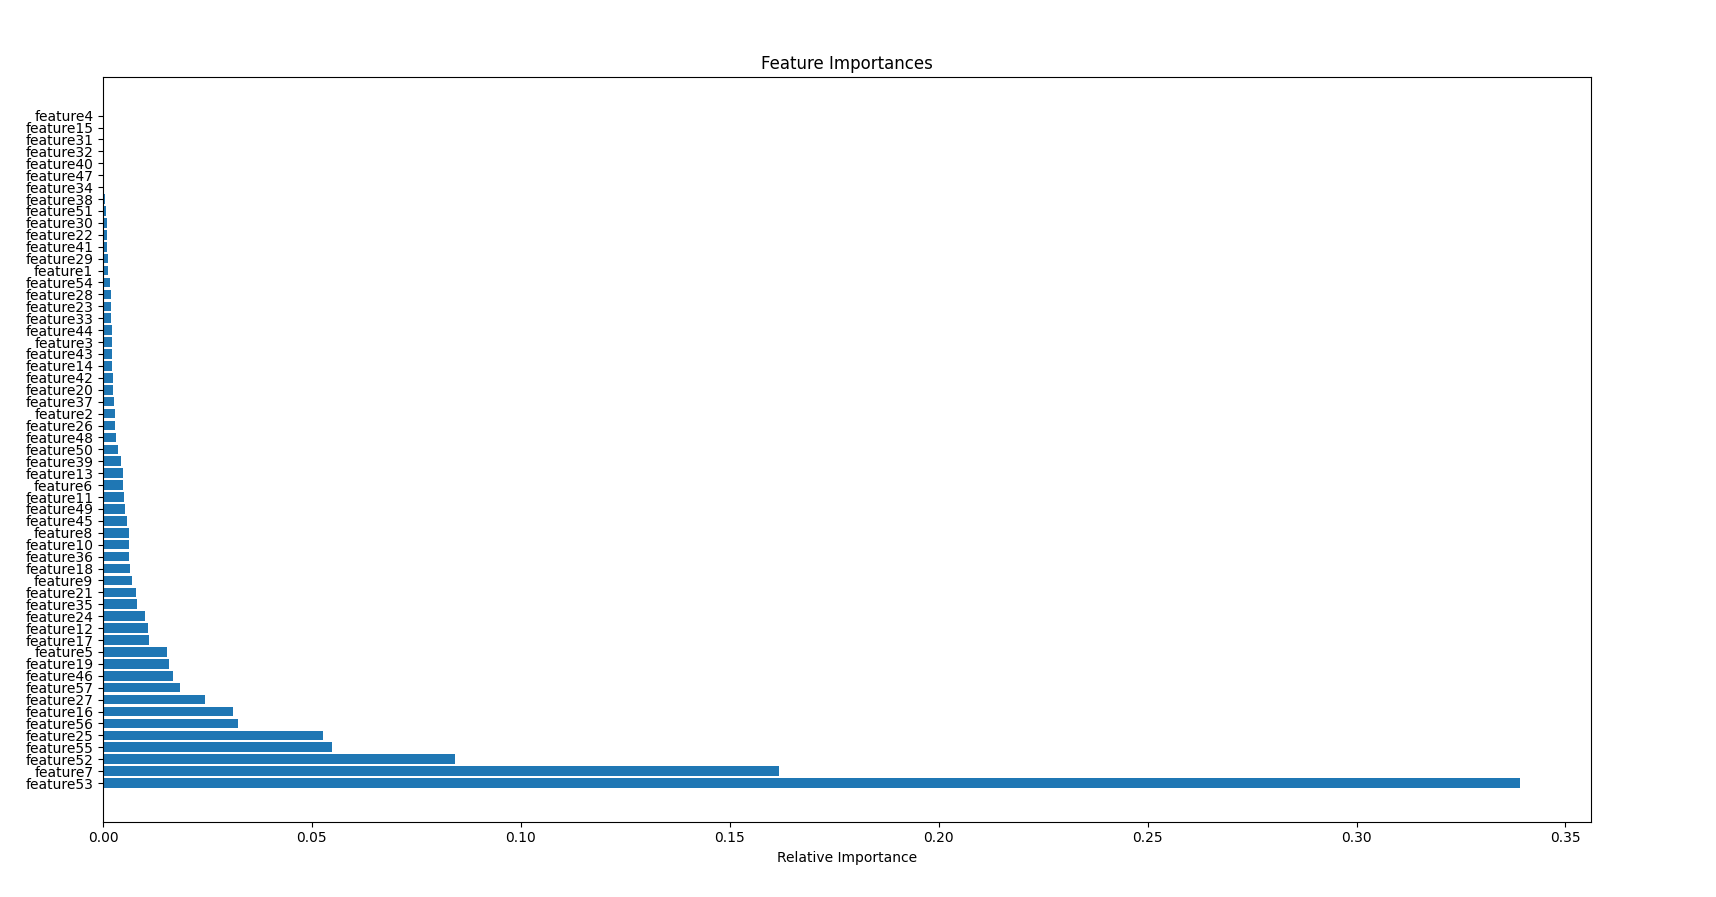 Feature Importances
feature4
feature15
feature31
feature32
feature40
feature47
feature34
feature38
feature51
feature30
feature22
feature41
feature29
feature1
feature54
feature28
feature23
feature33
feature44
feature3
feature43
feature14
feature42
feature20
feature37
feature2
feature26
feature48
feature50
feature39
feature13
feature6
feature11
feature49
feature45
feature8
feature10
feature36
feature18
feature9
feature21
feature35
feature24
feature12
feature17
feature5
feature19
feature46
feature57
feature27
feature16
feature56
feature25
feature55
feature52
feature7
feature53
0.00 0.05 0.10 0.15 0.20 0.25 0.30 0.35
Relative Importance